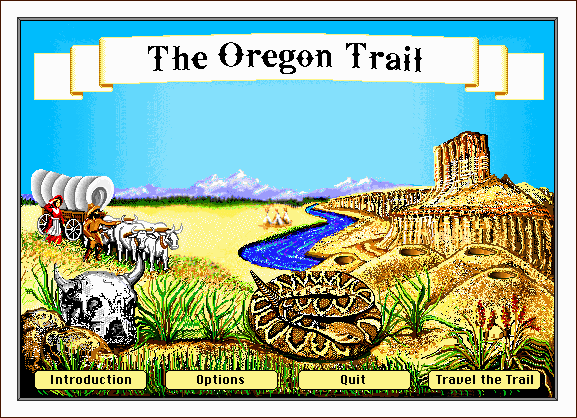 The Oregon Trail
Introduction
Options
Quit
Travel the Trail